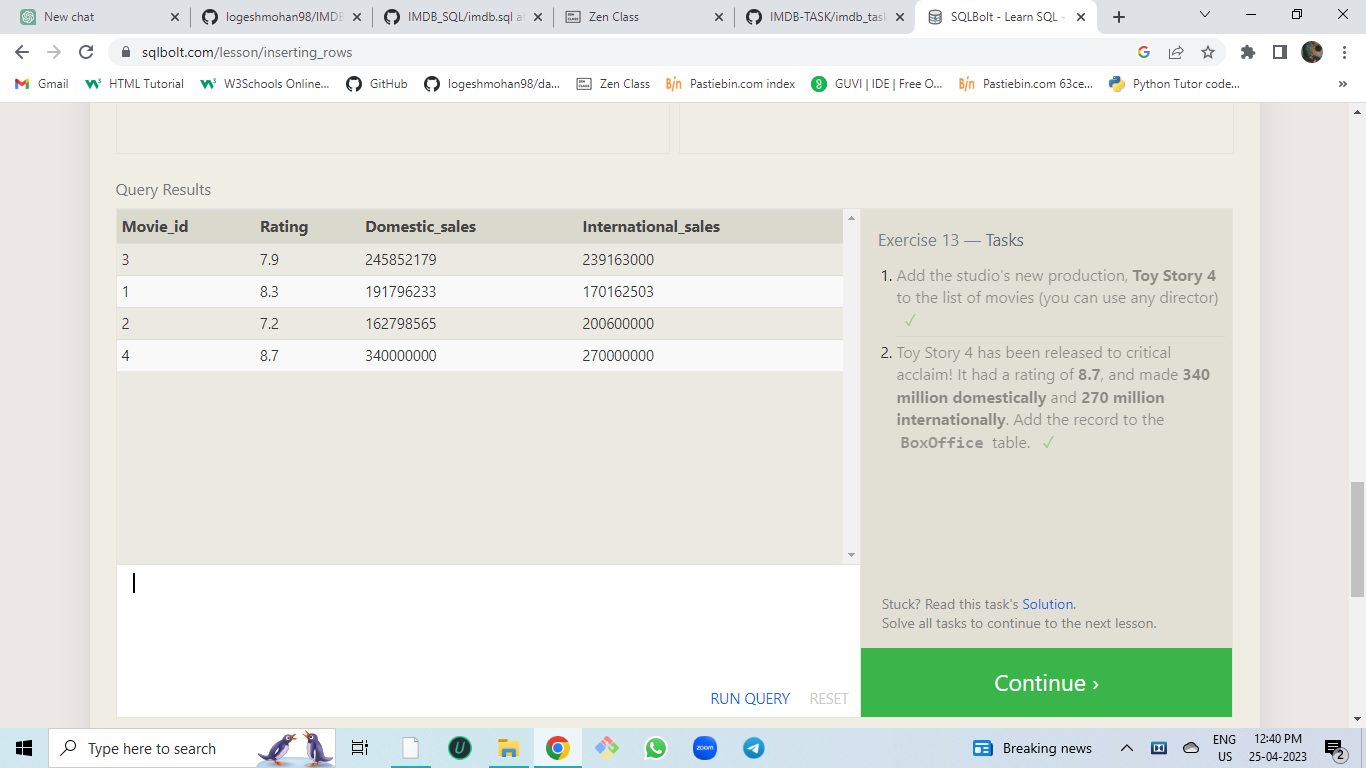 New chat
logeshmohan98/IMDB
IMDB_SQL/imdb.sql at
Zen Class
IMDB-TASK/imdb_task
SQLBolt - Learn SQL -
sqlbolt.com/lesson/inserting_rows
Gmail
HTML Tutorial
W3Schools Online...
GitHub
logeshmohan98/da...
Zen Class
Pastiebin.com index
GUVI | IDE | Free O...
Pastiebin.com 63ce...
Python Tutor code...
Query Results
Movie_id Rating Domestic_sales International_sales
3 7.9 245852179 239163000
1 8.3 191796233 170162503
2 7.2 162798565 200600000
4 8.7 340000000 270000000
RUN QUERY RESET
Exercise 13 — Tasks
1. Add the studio's new production, Toy Story 4
to the list of movies (you can use any director)
✓
2. Toy Story 4 has been released to critical
acclaim! It had a rating of 8.7, and made 340
million domestically and 270 million
internationally. Add the record to the
BoxOffice table. ✓
Stuck? Read this task's Solution.
Solve all tasks to continue to the next lesson.
Continue ›
Type here to search
zoom
Breaking news
ENG
US
12:40 PM
25-04-2023
2